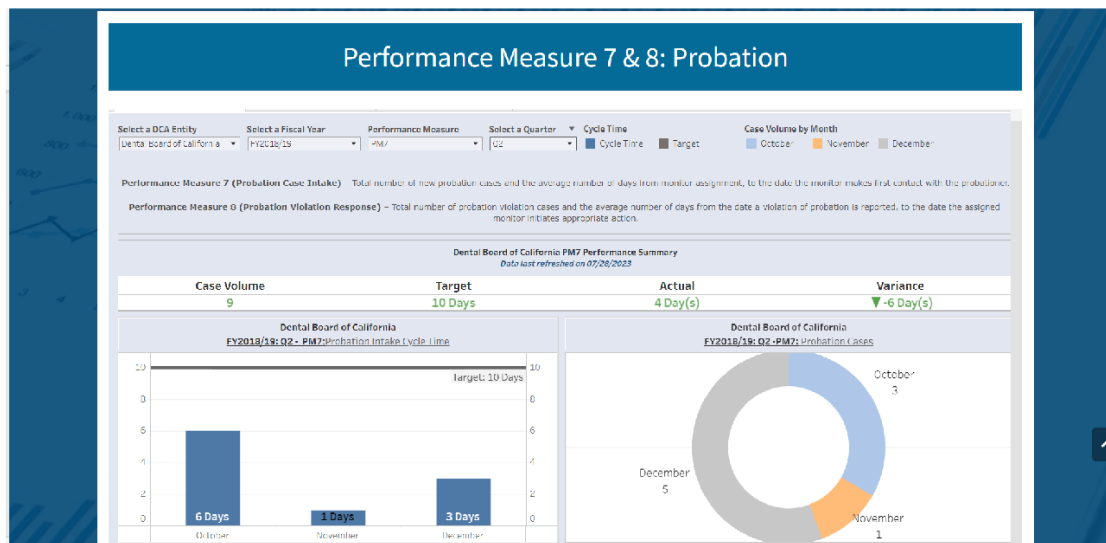 Performance Measure 7 & 8: Probation
Select a DCA Entity
Select a Fiscal Year
Performance Measure
Select a Quarter
Cycle Time
Case Volume by Month
Dental Board of California
FY2018/19
PM7
Q2
Cycle Time
Target
October
November
December
Performance Measure 7 (Probation Case Intake) – Total number of new probation cases and the average number of days from monitor assignment, to the date the monitor makes first contact with the probationer.
Performance Measure 8 (Probation Violation Response) – Total number of probation violation cases and the average number of days from the date a violation of probation is reported, to the date the assigned
monitor initiates appropriate action.
Dental Board of California PM7 Performance Summary
Data last refreshed on 07/28/2023
Case Volume
Target
Actual
Variance
9
10 Days
4 Day(s)
▼ -6 Day(s)
Dental Board of California
FY2018/19: Q2 - PM7:Probation Intake Cycle Time
10
8
6
4
2
0
Target: 10 Days
10
8
6
4
2
0
6 Days
1 Days
3 Days
October
November
December
Dental Board of California
FY2018/19: Q2 -PM7: Probation Cases
October
3
December
5
November
1